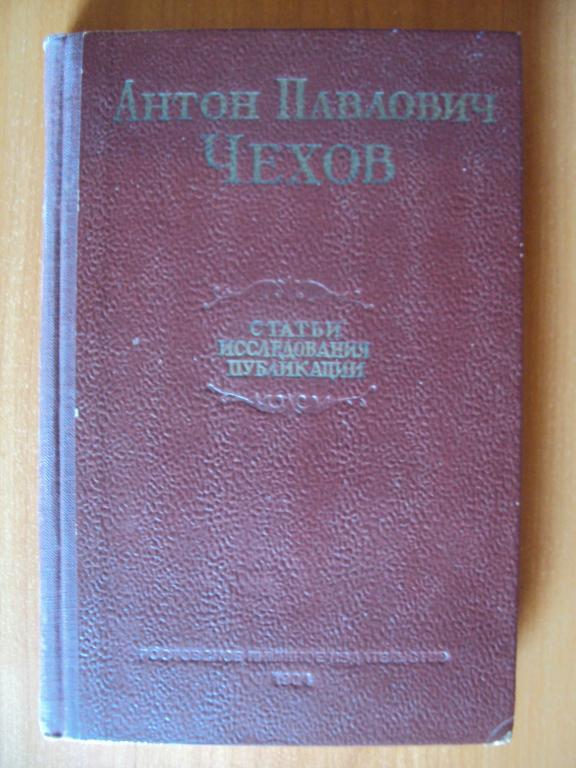 Антон Павлович
Чехов
СТАТЬИ
ИССЛЕДОВАНИЯ
ПУБЛИКАЦИИ